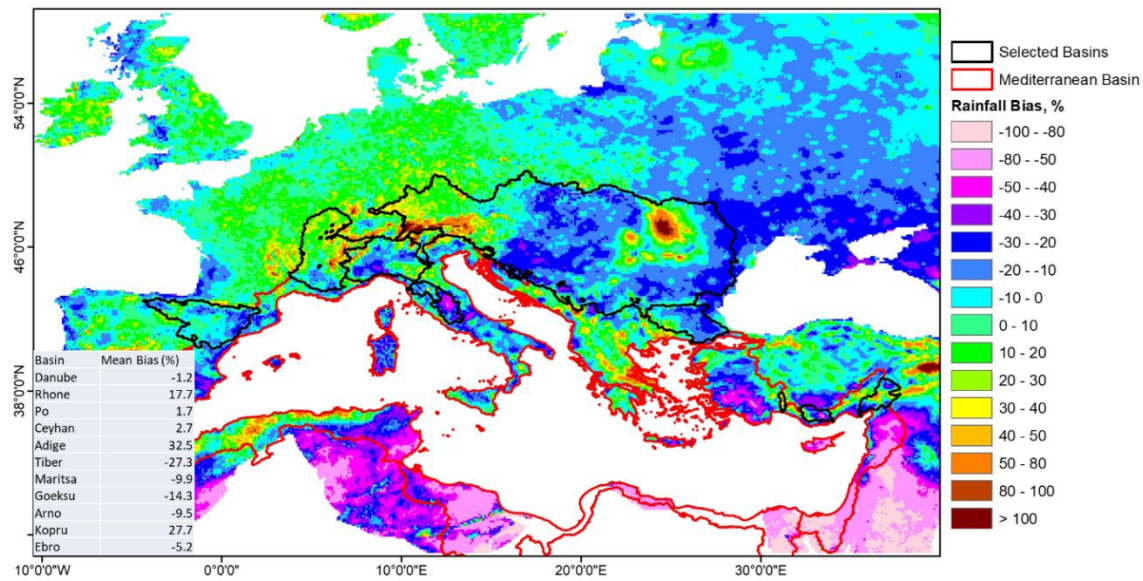 54°0'0"N
46°0'0"N
38°0'0"N
10°0'0"W
0°0'0"E
10°0'0"E
20°0'0"E
30°0'0"E
Basin Mean Bias (%)
Danube -1.2
Rhone 17.7
Po 1.7
Ceyhan 2.7
Adige 32.5
Tiber -27.3
Maritsa -9.9
Goeksu -14.3
Arno -9.5
Kopru 27.7
Ebro -5.2
Selected Basins
Mediterranean Basin
Rainfall Bias, %
-100 - -80
-80 - -50
-50 - -40
-40 - -30
-30 - -20
-20 - -10
-10 - 0
0 - 10
10 - 20
20 - 30
30 - 40
40 - 50
50 - 80
80 - 100
> 100